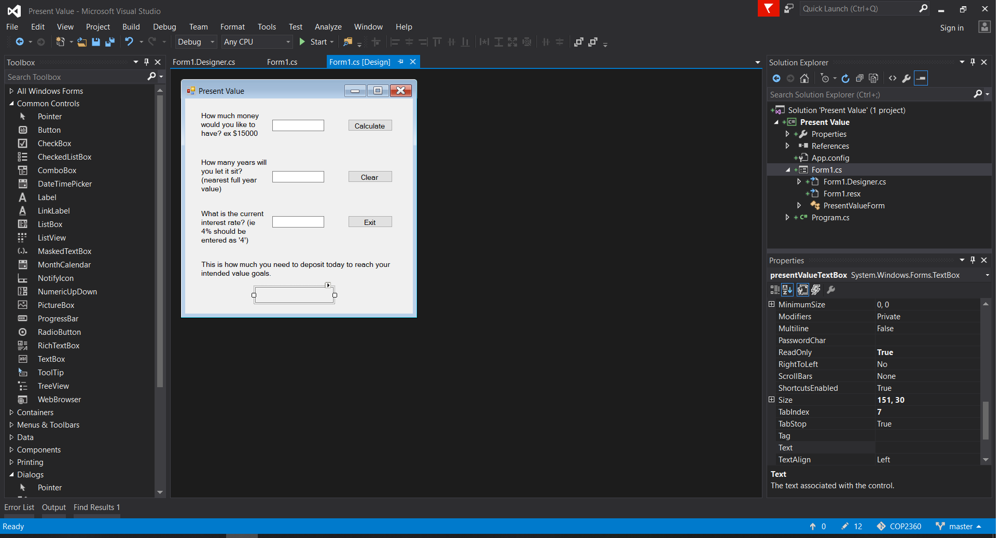 Present Value - Microsoft Visual Studio
Quick Launch (Ctrl+Q)
File Edit View Project Build Debug Team Format Tools Test Analyze Window Help
Sign in
Debug Any CPU Start
Toolbox
Search Toolbox
All Windows Forms
Common Controls
Pointer
Button
CheckBox
CheckedListBox
ComboBox
DateTimePicker
Label
LinkLabel
ListBox
ListView
MaskedTextBox
MonthCalendar
NotifyIcon
NumericUpDown
PictureBox
ProgressBar
RadioButton
RichTextBox
TextBox
ToolTip
TreeView
WebBrowser
Containers
Menus & Toolbars
Data
Components
Printing
Dialogs
Pointer
Form1.Designer.cs Form1.cs Form1.cs [Design]
Present Value
How much money
would you like to
have? ex $15000
Calculate
How many years will
you let it sit?
(nearest full year
value)
Clear
What is the current
interest rate? (ie
4% should be
entered as '4')
Exit
This is how much you need to deposit today to reach your
intended value goals.
Solution Explorer
Search Solution Explorer (Ctrl+;)
Solution 'Present Value' (1 project)
C# Present Value
Properties
References
App.config
Form1.cs
Form1.Designer.cs
Form1.resx
PresentValueForm
C# Program.cs
Properties
presentValueTextBox System.Windows.Forms.TextBox
MinimumSize 0, 0
Modifiers Private
Multiline False
PasswordChar
ReadOnly True
RightToLeft No
ScrollBars None
ShortcutsEnabled True
Size 151, 30
TabIndex 7
TabStop True
Tag
Text
TextAlign Left
Text
The text associated with the control.
Error List Output Find Results 1
Ready
0 12 COP2360 master